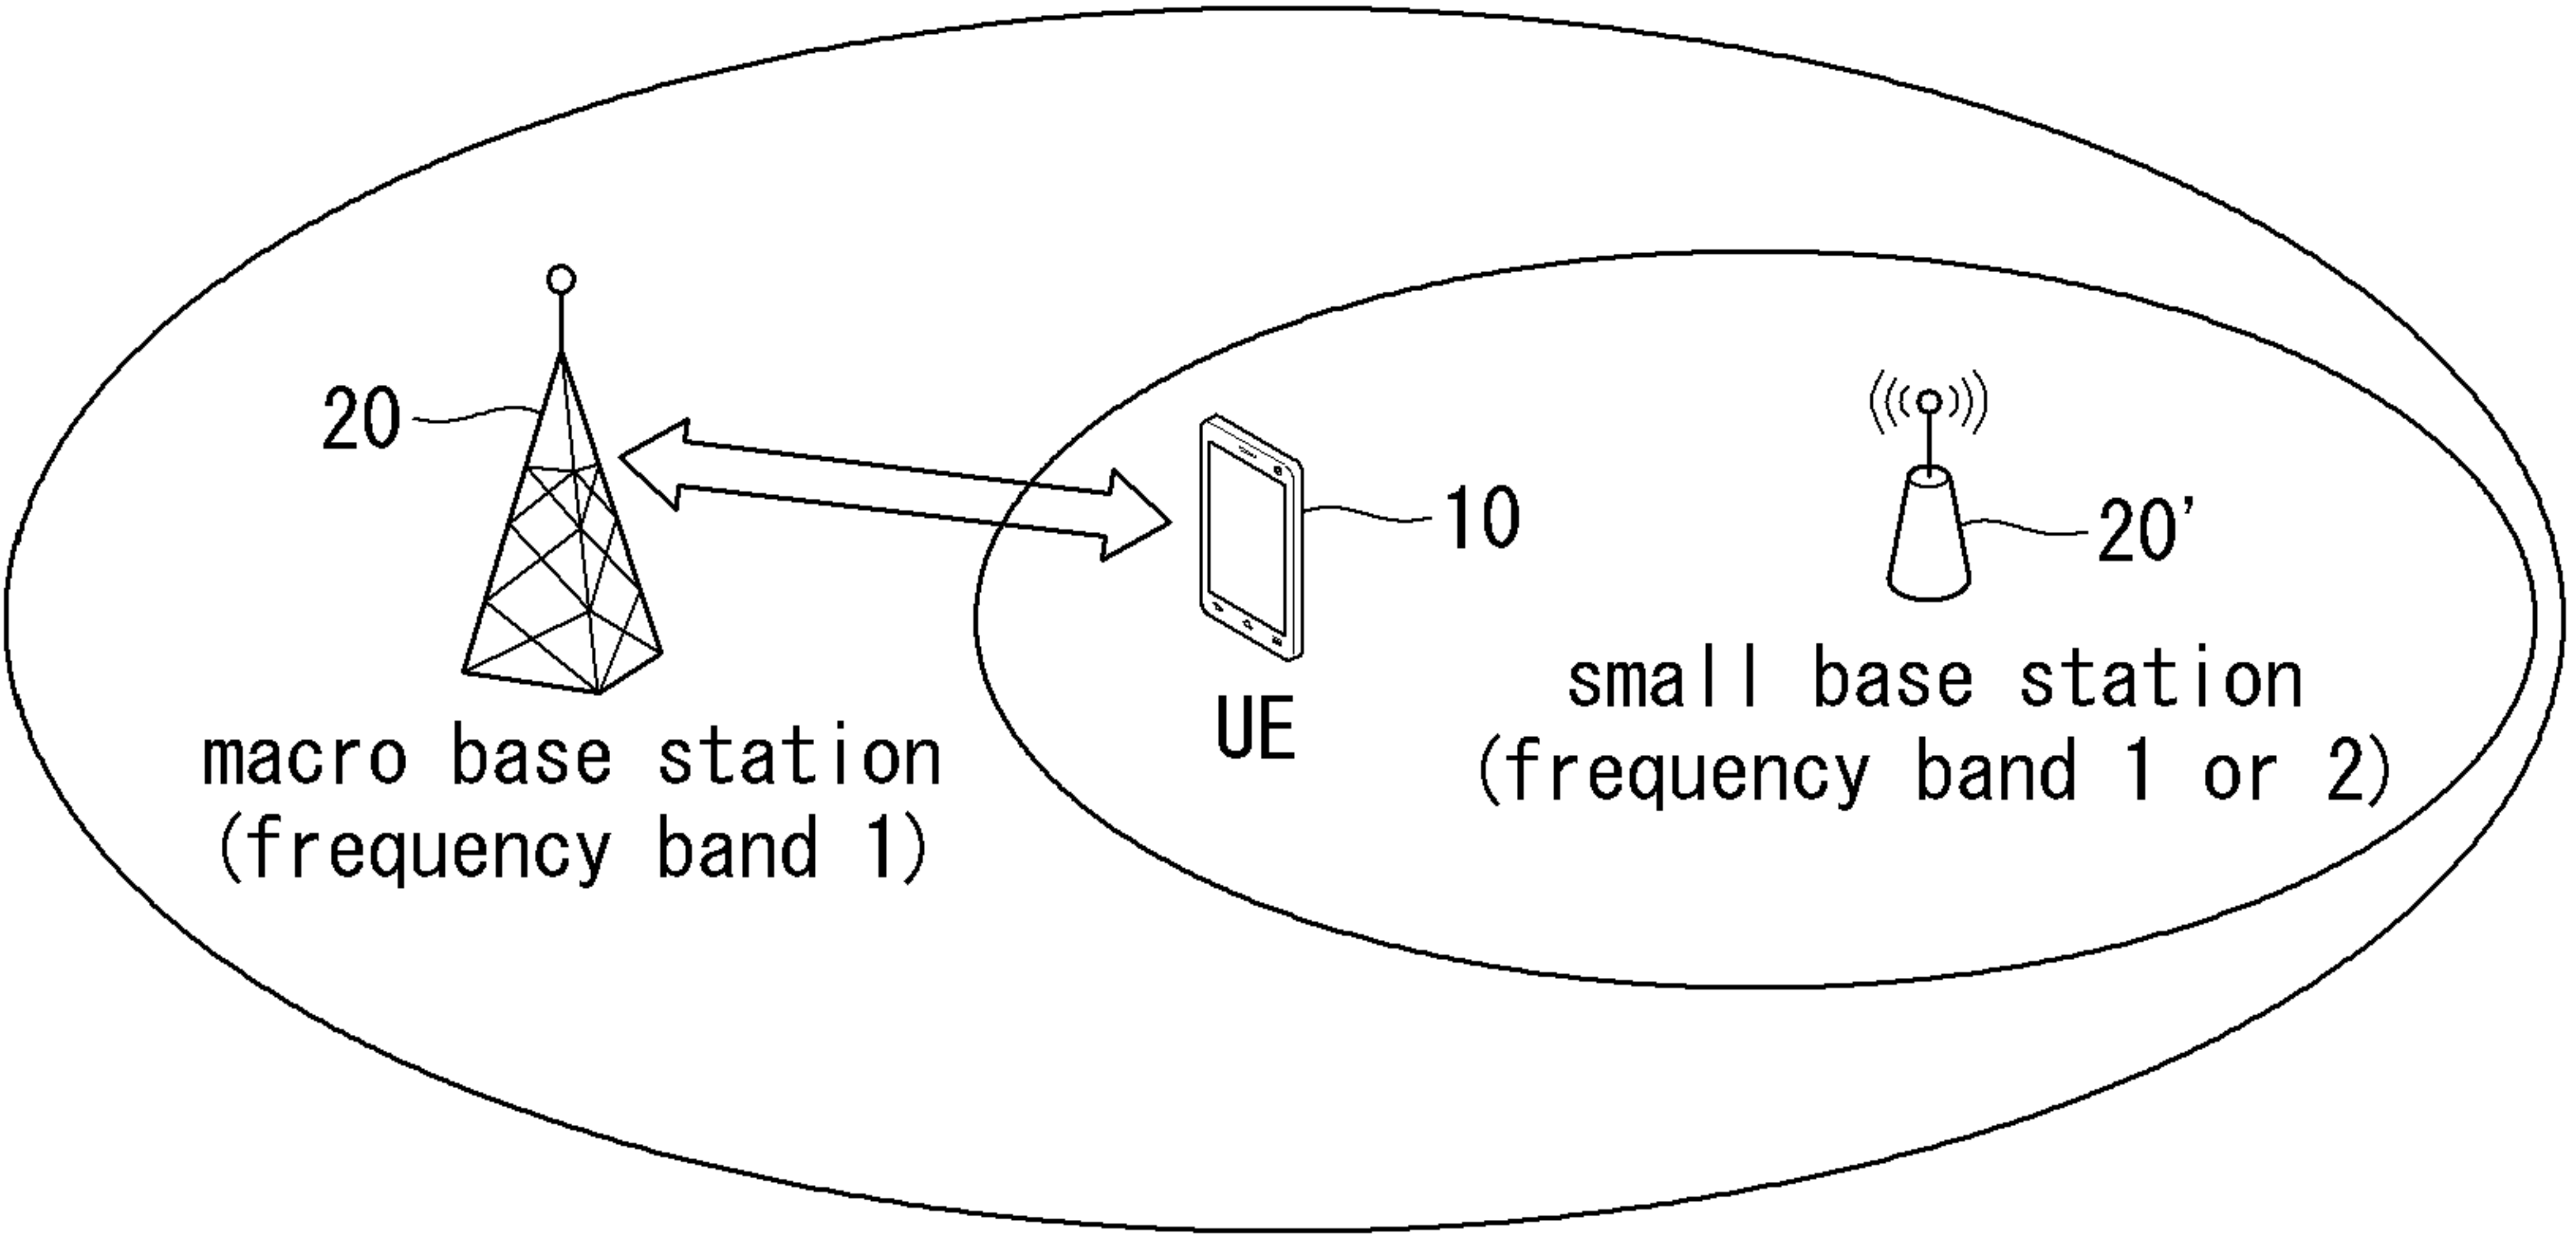 20
10
20'
UE
macro base station
(frequency band 1)
small base station
(frequency band 1 or 2)